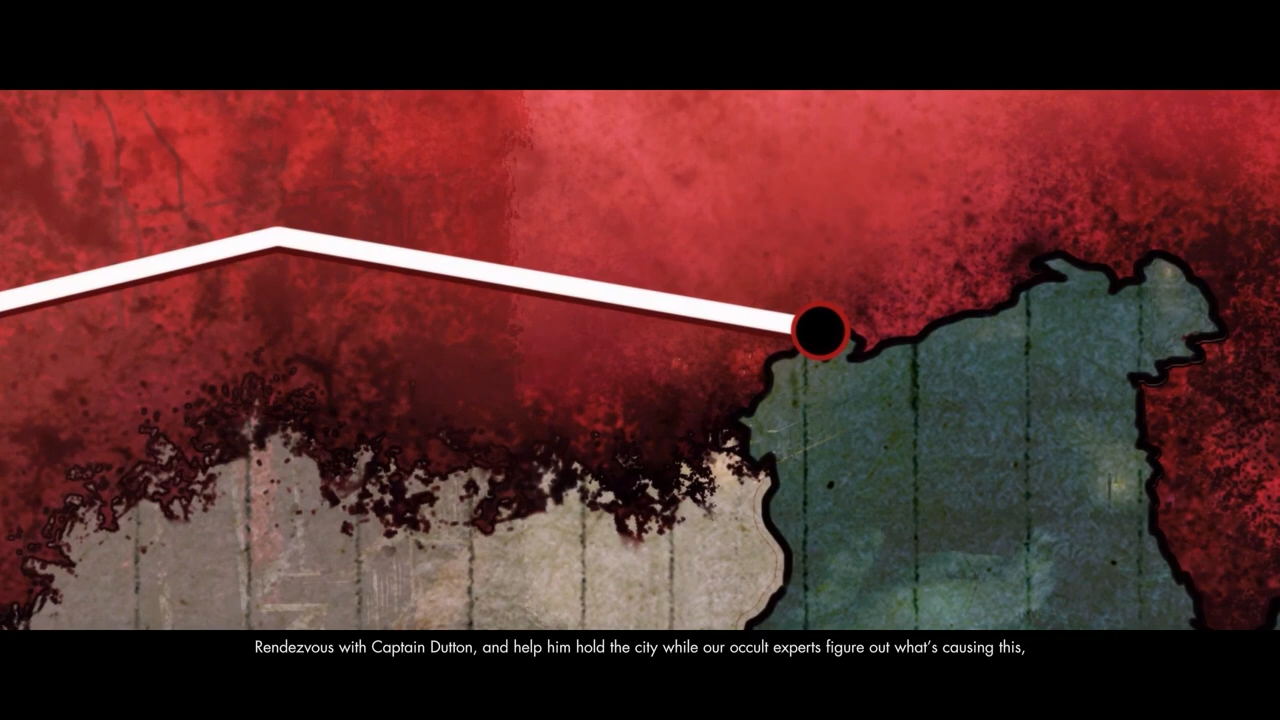 Rendezvous with Captain Dutton, and help him hold the city while our occult experts figure out what's causing this,